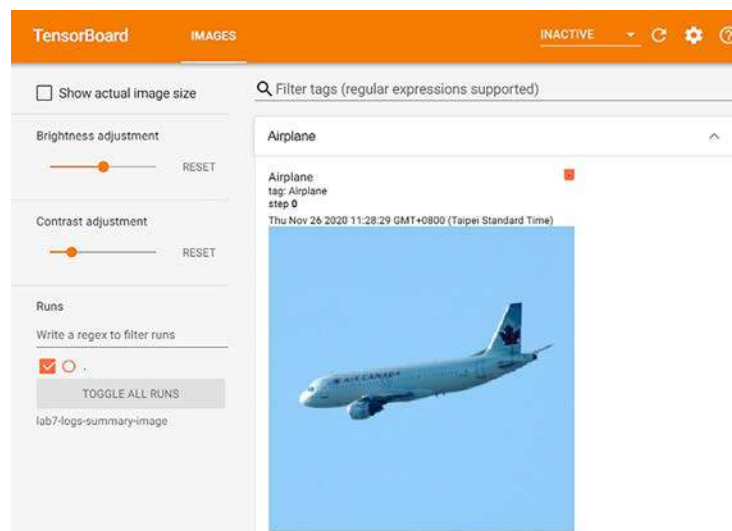 TensorBoard IMAGES INACTIVE
Show actual image size
Filter tags (regular expressions supported)
Brightness adjustment
RESET
Contrast adjustment
RESET
Runs
Write a regex to filter runs
.
TOGGLE ALL RUNS
lab7-logs-summary-image
Airplane
Airplane
tag: Airplane
step 0
Thu Nov 26 2020 11:28:29 GMT+0800 (Taipei Standard Time)
AIR CANADA